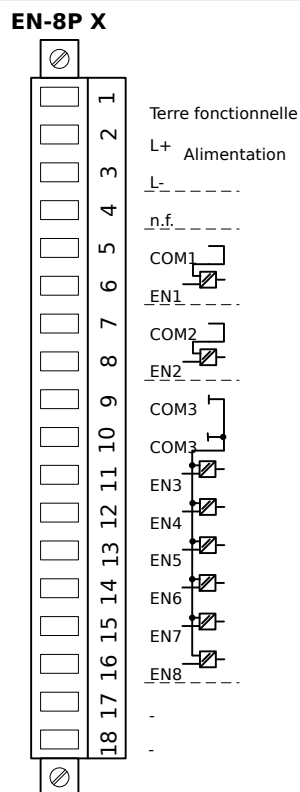 EN-8P X
1 Terre fonctionnelle
2 L+ Alimentation
3 L-
4 n.f.
5 COM1
6 EN1
7 COM2
8 EN2
9 COM3
10 COM3
11 EN3
12 EN4
13 EN5
14 EN6
15 EN7
16 EN8
17 -
18 -